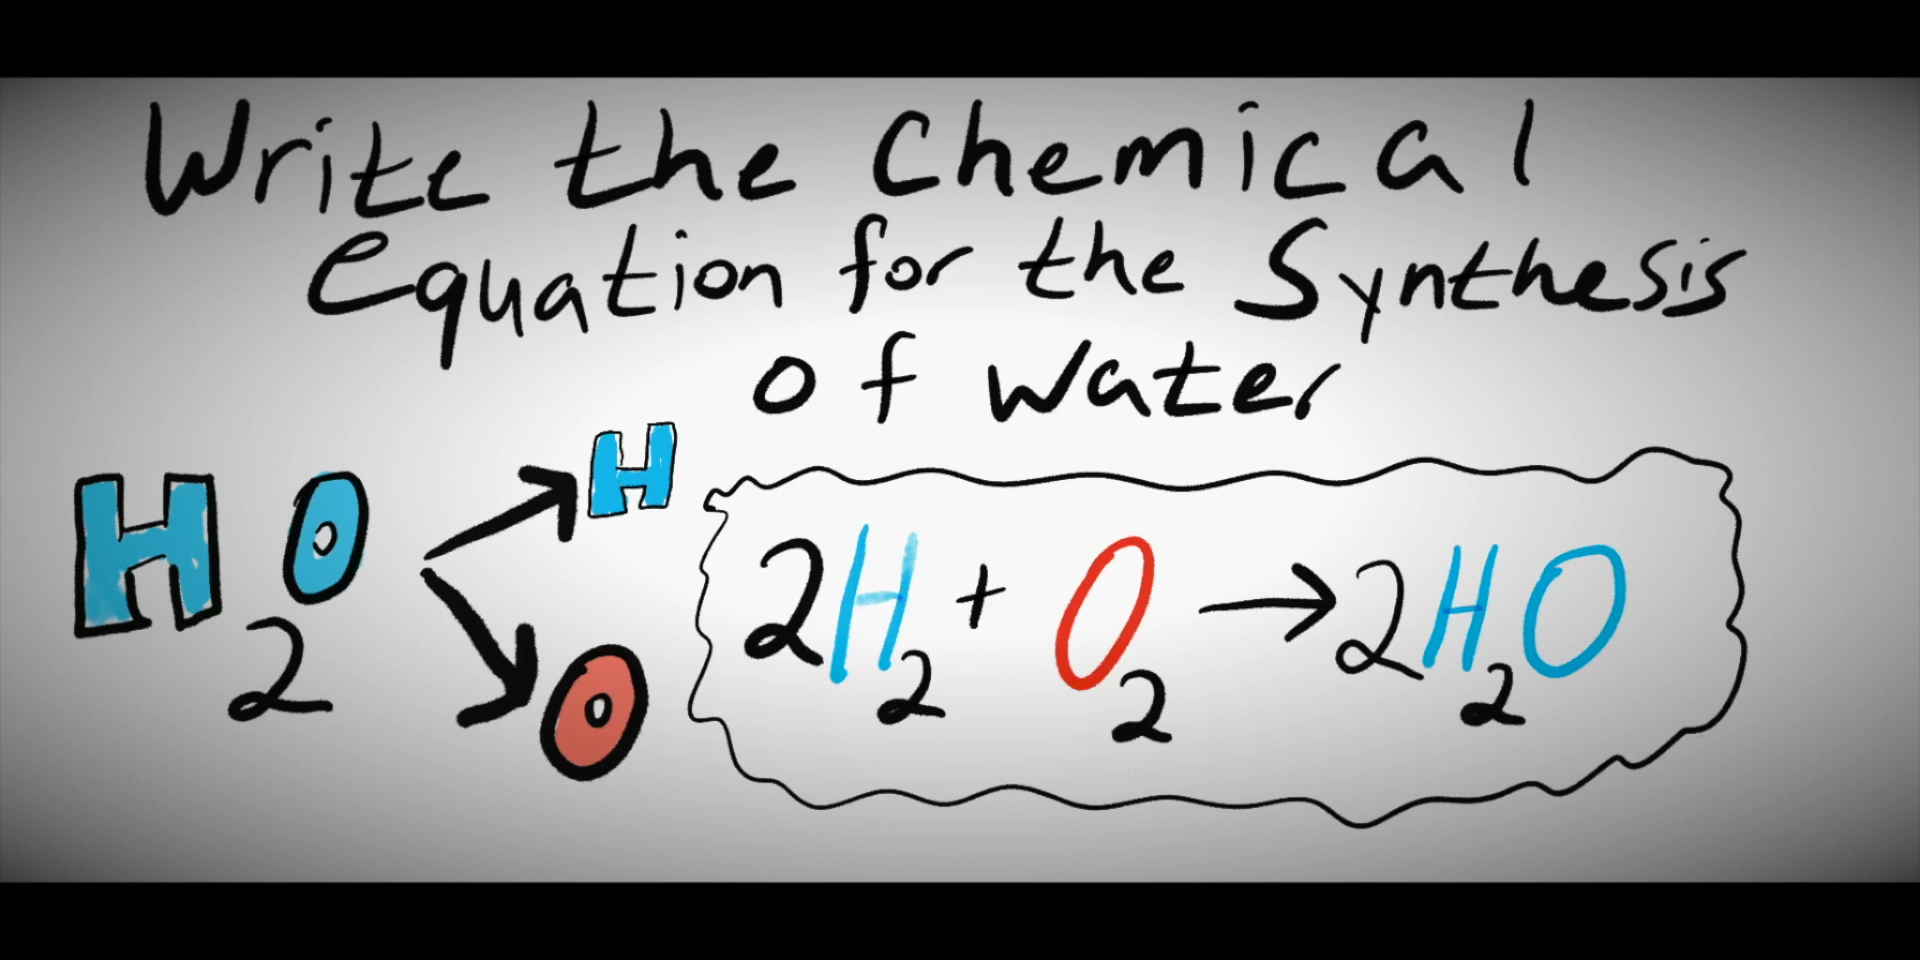 Write the Chemical
Equation for the Synthesis
of Water
H₂O
H
O
2H₂ + O₂ → 2H₂O